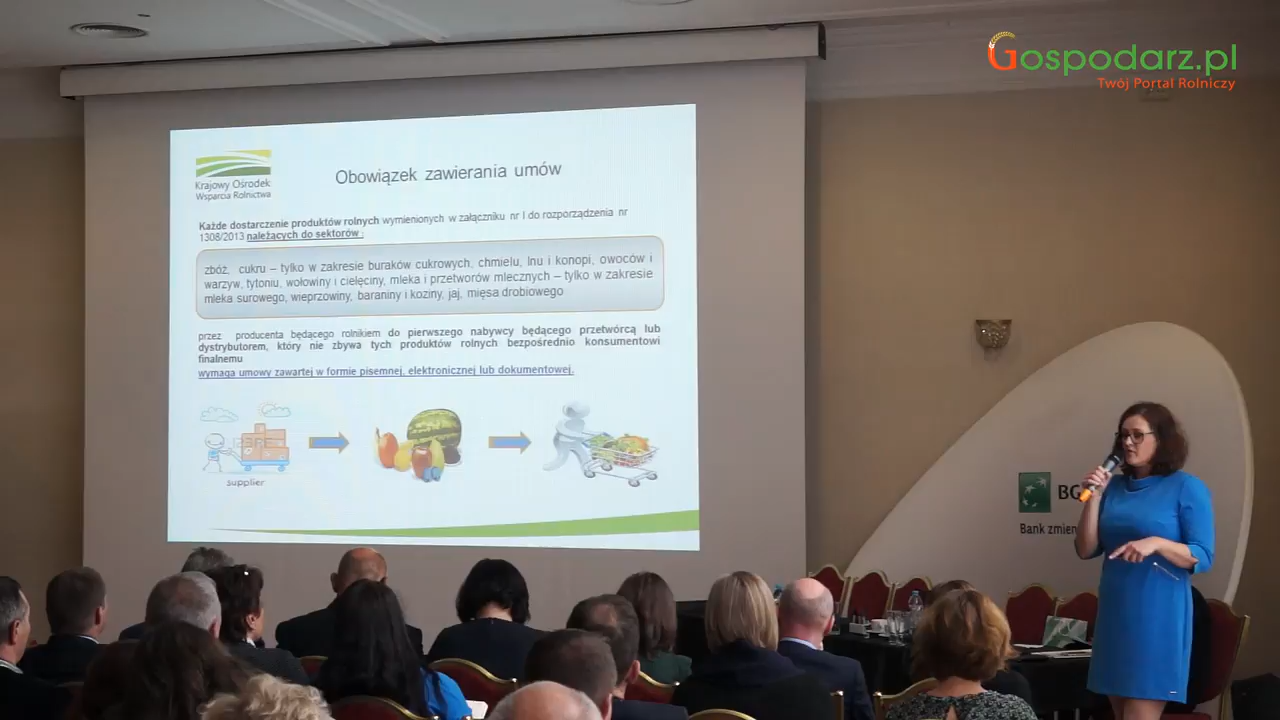 Gospodarz.pl
Twój Portal Rolniczy
Krajowy Ośrodek
Wsparcia Rolnictwa
Obowiązek zawierania umów
Każde dostarczenie produktów rolnych wymienionych w załączniku nr I do rozporządzenia nr
1308/2013 należących do sektorów :
zbóż, cukru – tylko w zakresie buraków cukrowych, chmielu, lnu i konopi, owoców i
warzyw, tytoniu, wołowiny i cielęciny, mleka i przetworów mlecznych – tylko w zakresie
mleka surowego, wieprzowiny, baraniny i koziny, jaj, mięsa drobiowego
przez producenta będącego rolnikiem do pierwszego nabywcy będącego przetwórcą lub
dystrybutorem, który nie zbywa tych produktów rolnych bezpośrednio konsumentowi
finalnemu
wymaga umowy zawartej w formie pisemnej, elektronicznej lub dokumentowej.
supplier
BG
Bank zmien